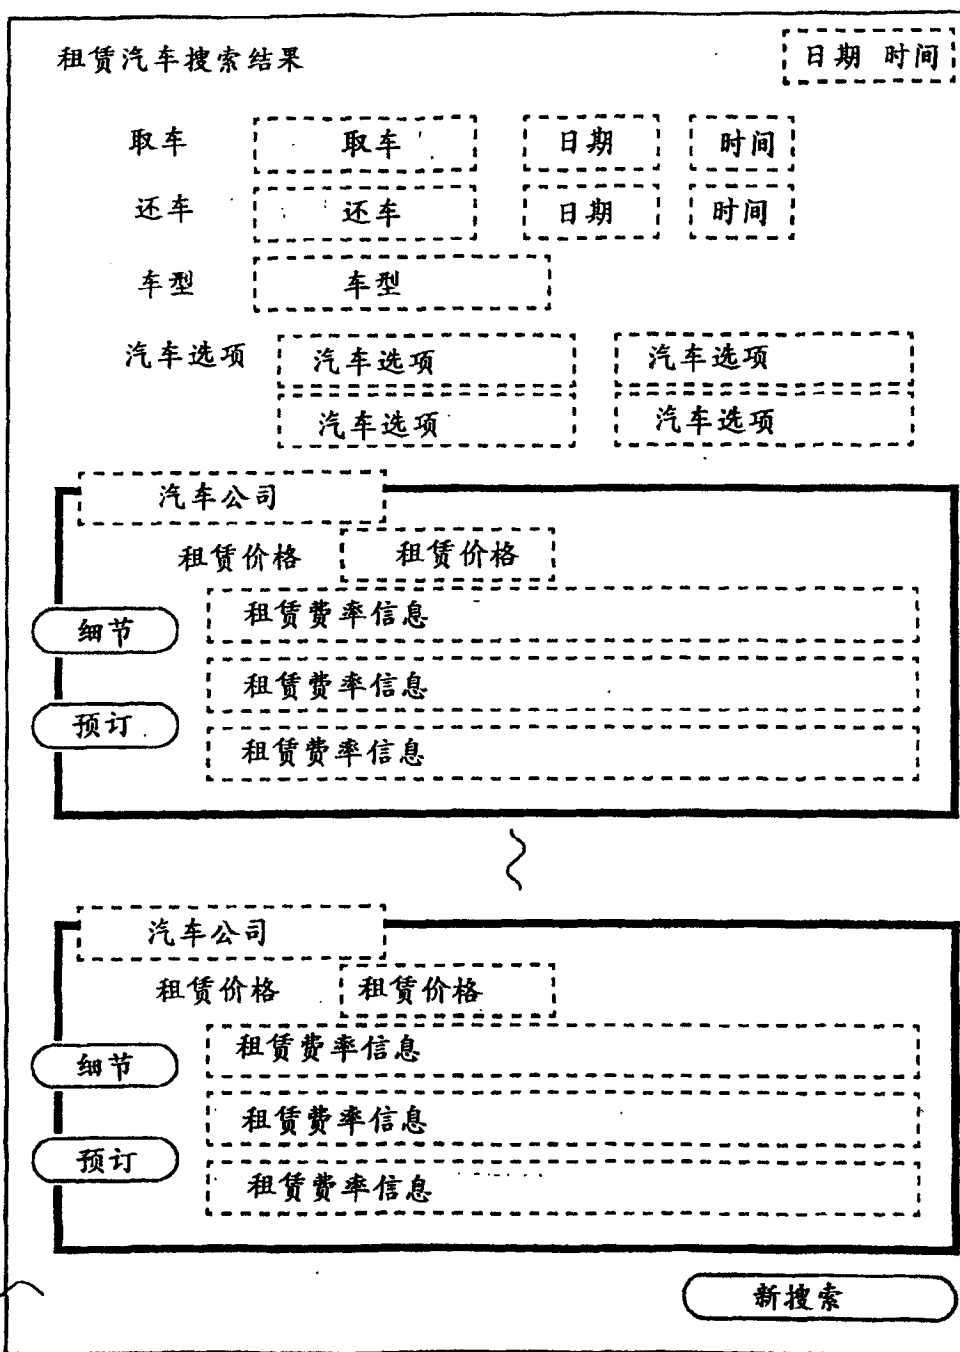 租赁汽车搜索结果 日期 时间
取车 取车 日期 时间
还车 还车 日期 时间
车型 车型
汽车选项 汽车选项 汽车选项
汽车选项 汽车选项
汽车公司
租赁价格 租赁价格
细节 租赁费率信息
租赁费率信息
预订 租赁费率信息
汽车公司
租赁价格 租赁价格
细节 租赁费率信息
租赁费率信息
预订 租赁费率信息
新搜索